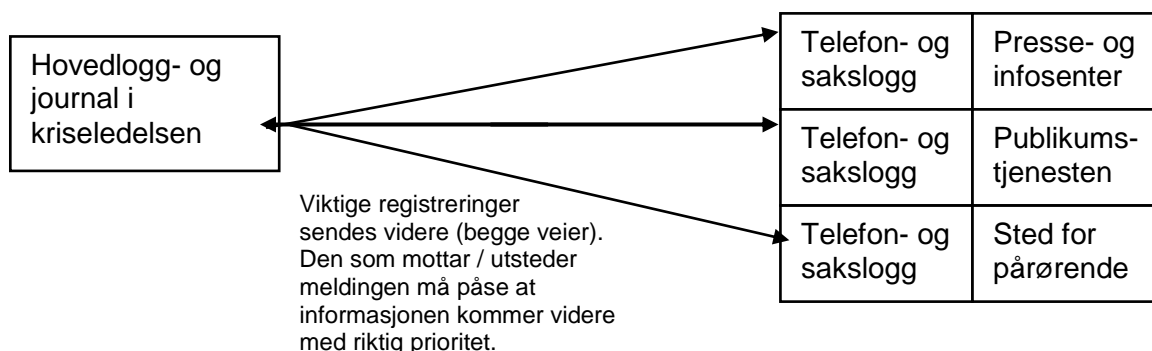 Hovedlogg- og
journal i
kriseledelsen
Viktige registreringer
sendes videre (begge veier).
Den som mottar / utsteder
meldingen må påse at
informasjonen kommer videre
med riktig prioritet.
Telefon- og
sakslogg
Presse- og
infosenter
Telefon- og
sakslogg
Publikums-
tjenesten
Telefon- og
sakslogg
Sted for
pårørende